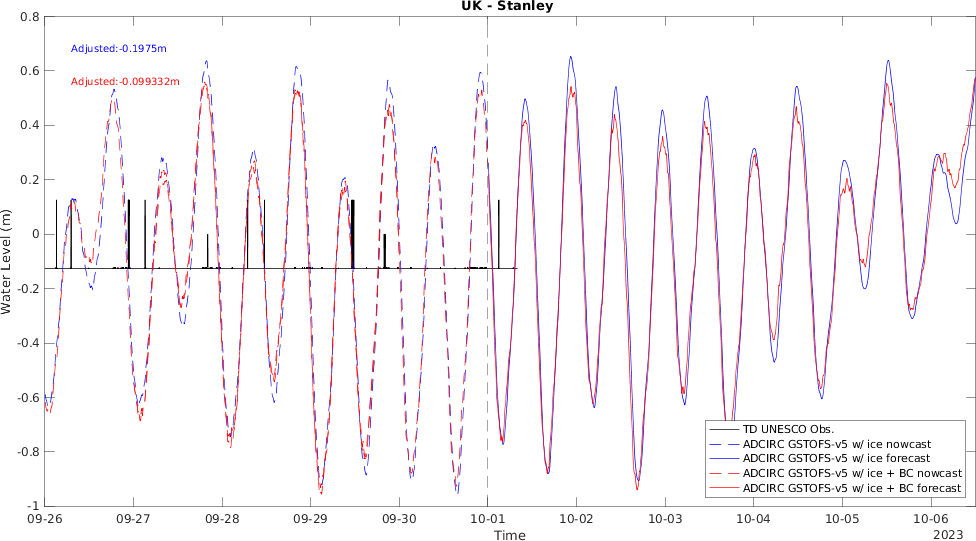 UK - Stanley
Adjusted:-0.1975m
Adjusted:-0.099332m
Water Level (m)
0.8
0.6
0.4
0.2
0
-0.2
-0.4
-0.6
-0.8
-1
TD UNESCO Obs.
ADCIRC GSTOFS-v5 w/ ice nowcast
ADCIRC GSTOFS-v5 w/ ice forecast
ADCIRC GSTOFS-v5 w/ ice + BC nowcast
ADCIRC GSTOFS-v5 w/ ice + BC forecast
09-26 09-27 09-28 09-29 09-30 10-01 10-02 10-03 10-04 10-05 10-06
Time
2023